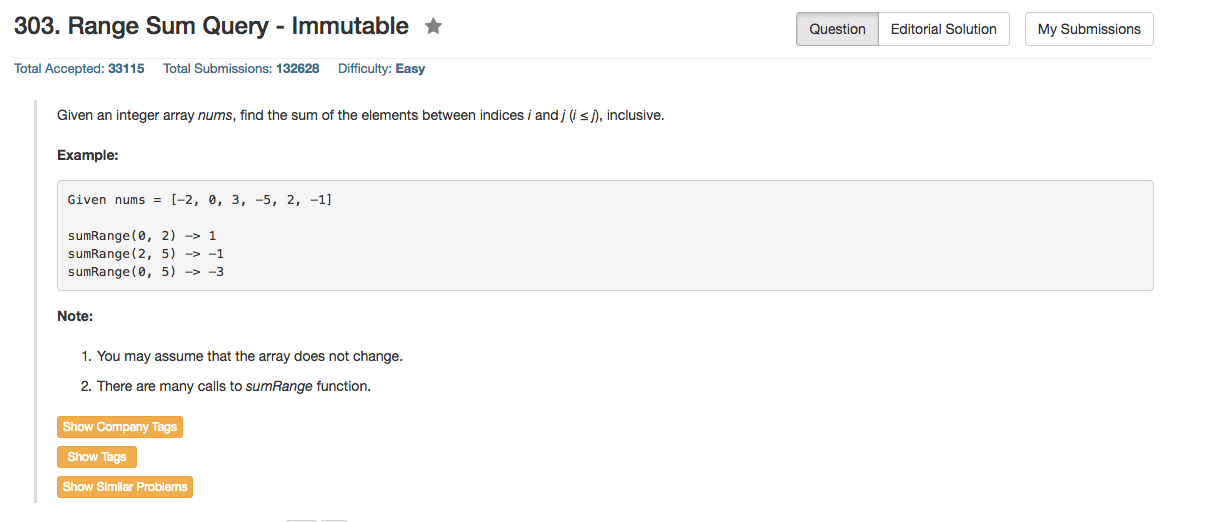 303. Range Sum Query - Immutable ★
Question Editorial Solution My Submissions
Total Accepted: 33115 Total Submissions: 132628 Difficulty: Easy
Given an integer array nums, find the sum of the elements between indices i and j (i ≤ j), inclusive.
Example:
Given nums = [-2, 0, 3, -5, 2, -1]
sumRange(0, 2) -> 1
sumRange(2, 5) -> -1
sumRange(0, 5) -> -3
Note:
1. You may assume that the array does not change.
2. There are many calls to sumRange function.
Show Company Tags
Show Tags
Show Similar Problems